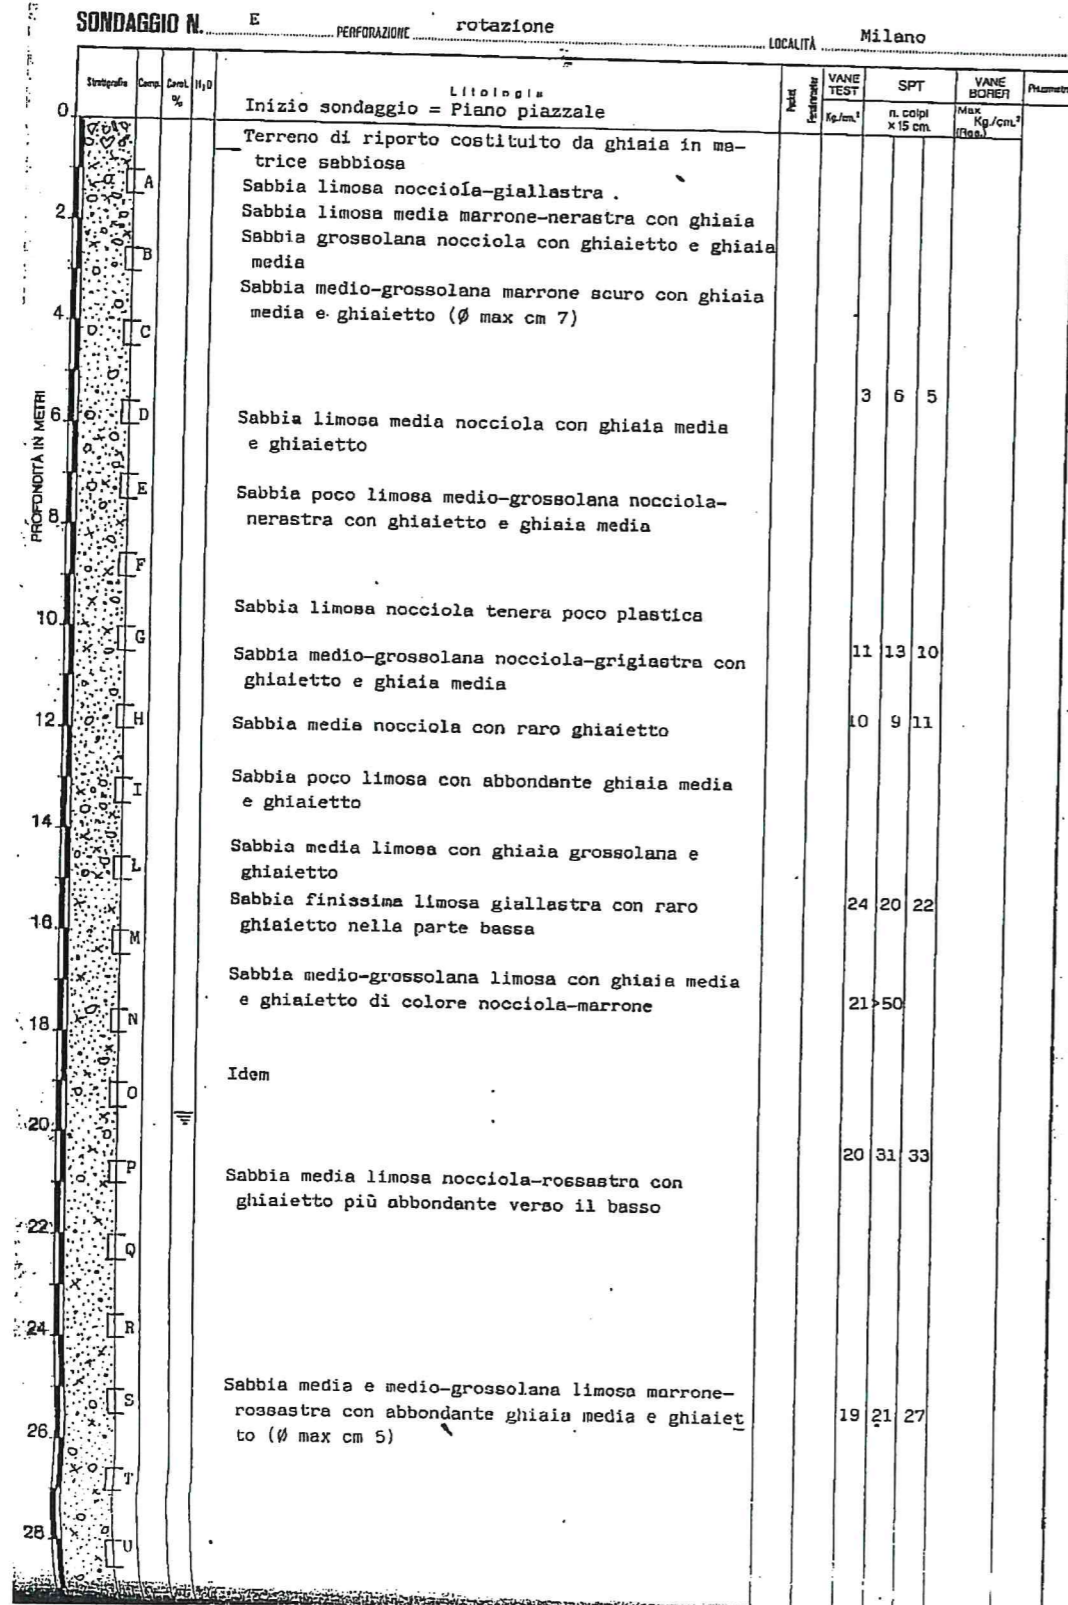 SONDAGGIO N. E PERFORAZIONE rotazione LOCALITÀ Milano
Stratigrafia Camp. Carot. % H₂O Litologia Pocket VANE TEST Kg./cm.² SPT n. colpi x 15 cm. VANE BORER Max Kg./cm.² (Res.)
0 Inizio sondaggio = Piano piazzale
Terreno di riporto costituito da ghiaia in ma-
trice sabbiosa
A Sabbia limosa nocciola-giallastra .
2 Sabbia limosa media marrone-nerastra con ghiaia
Sabbia grossolana nocciola con ghiaietto e ghiaia
B media
Sabbia medio-grossolana marrone scuro con ghiaia
4 media e ghiaietto (Ø max cm 7)
C
PROFONDITÀ IN METRI
3 6 5
6 D Sabbia limosa media nocciola con ghiaia media
e ghiaietto
E Sabbia poco limosa medio-grossolana nocciola-
8 nerastra con ghiaietto e ghiaia media
F
10 Sabbia limosa nocciola tenera poco plastica
G
Sabbia medio-grossolana nocciola-grigiastra con 11 13 10
ghiaietto e ghiaia media
12 H Sabbia media nocciola con raro ghiaietto 10 9 11
I Sabbia poco limosa con abbondante ghiaia media
e ghiaietto
14
Sabbia media limosa con ghiaia grossolana e
L ghiaietto
Sabbia finissima limosa giallastra con raro 24 20 22
16 ghiaietto nella parte bassa
M
Sabbia medio-grossolana limosa con ghiaia media
e ghiaietto di colore nocciola-marrone 21 >50
18 N
Idem
O
20
P 20 31 33
Sabbia media limosa nocciola-rossastra con
ghiaietto più abbondante verso il basso
22
Q
24 R
Sabbia media e medio-grossolana limosa marrone-
S rossastra con abbondante ghiaia media e ghiaiet 19 21 27
26 to (Ø max cm 5)
T
28
U